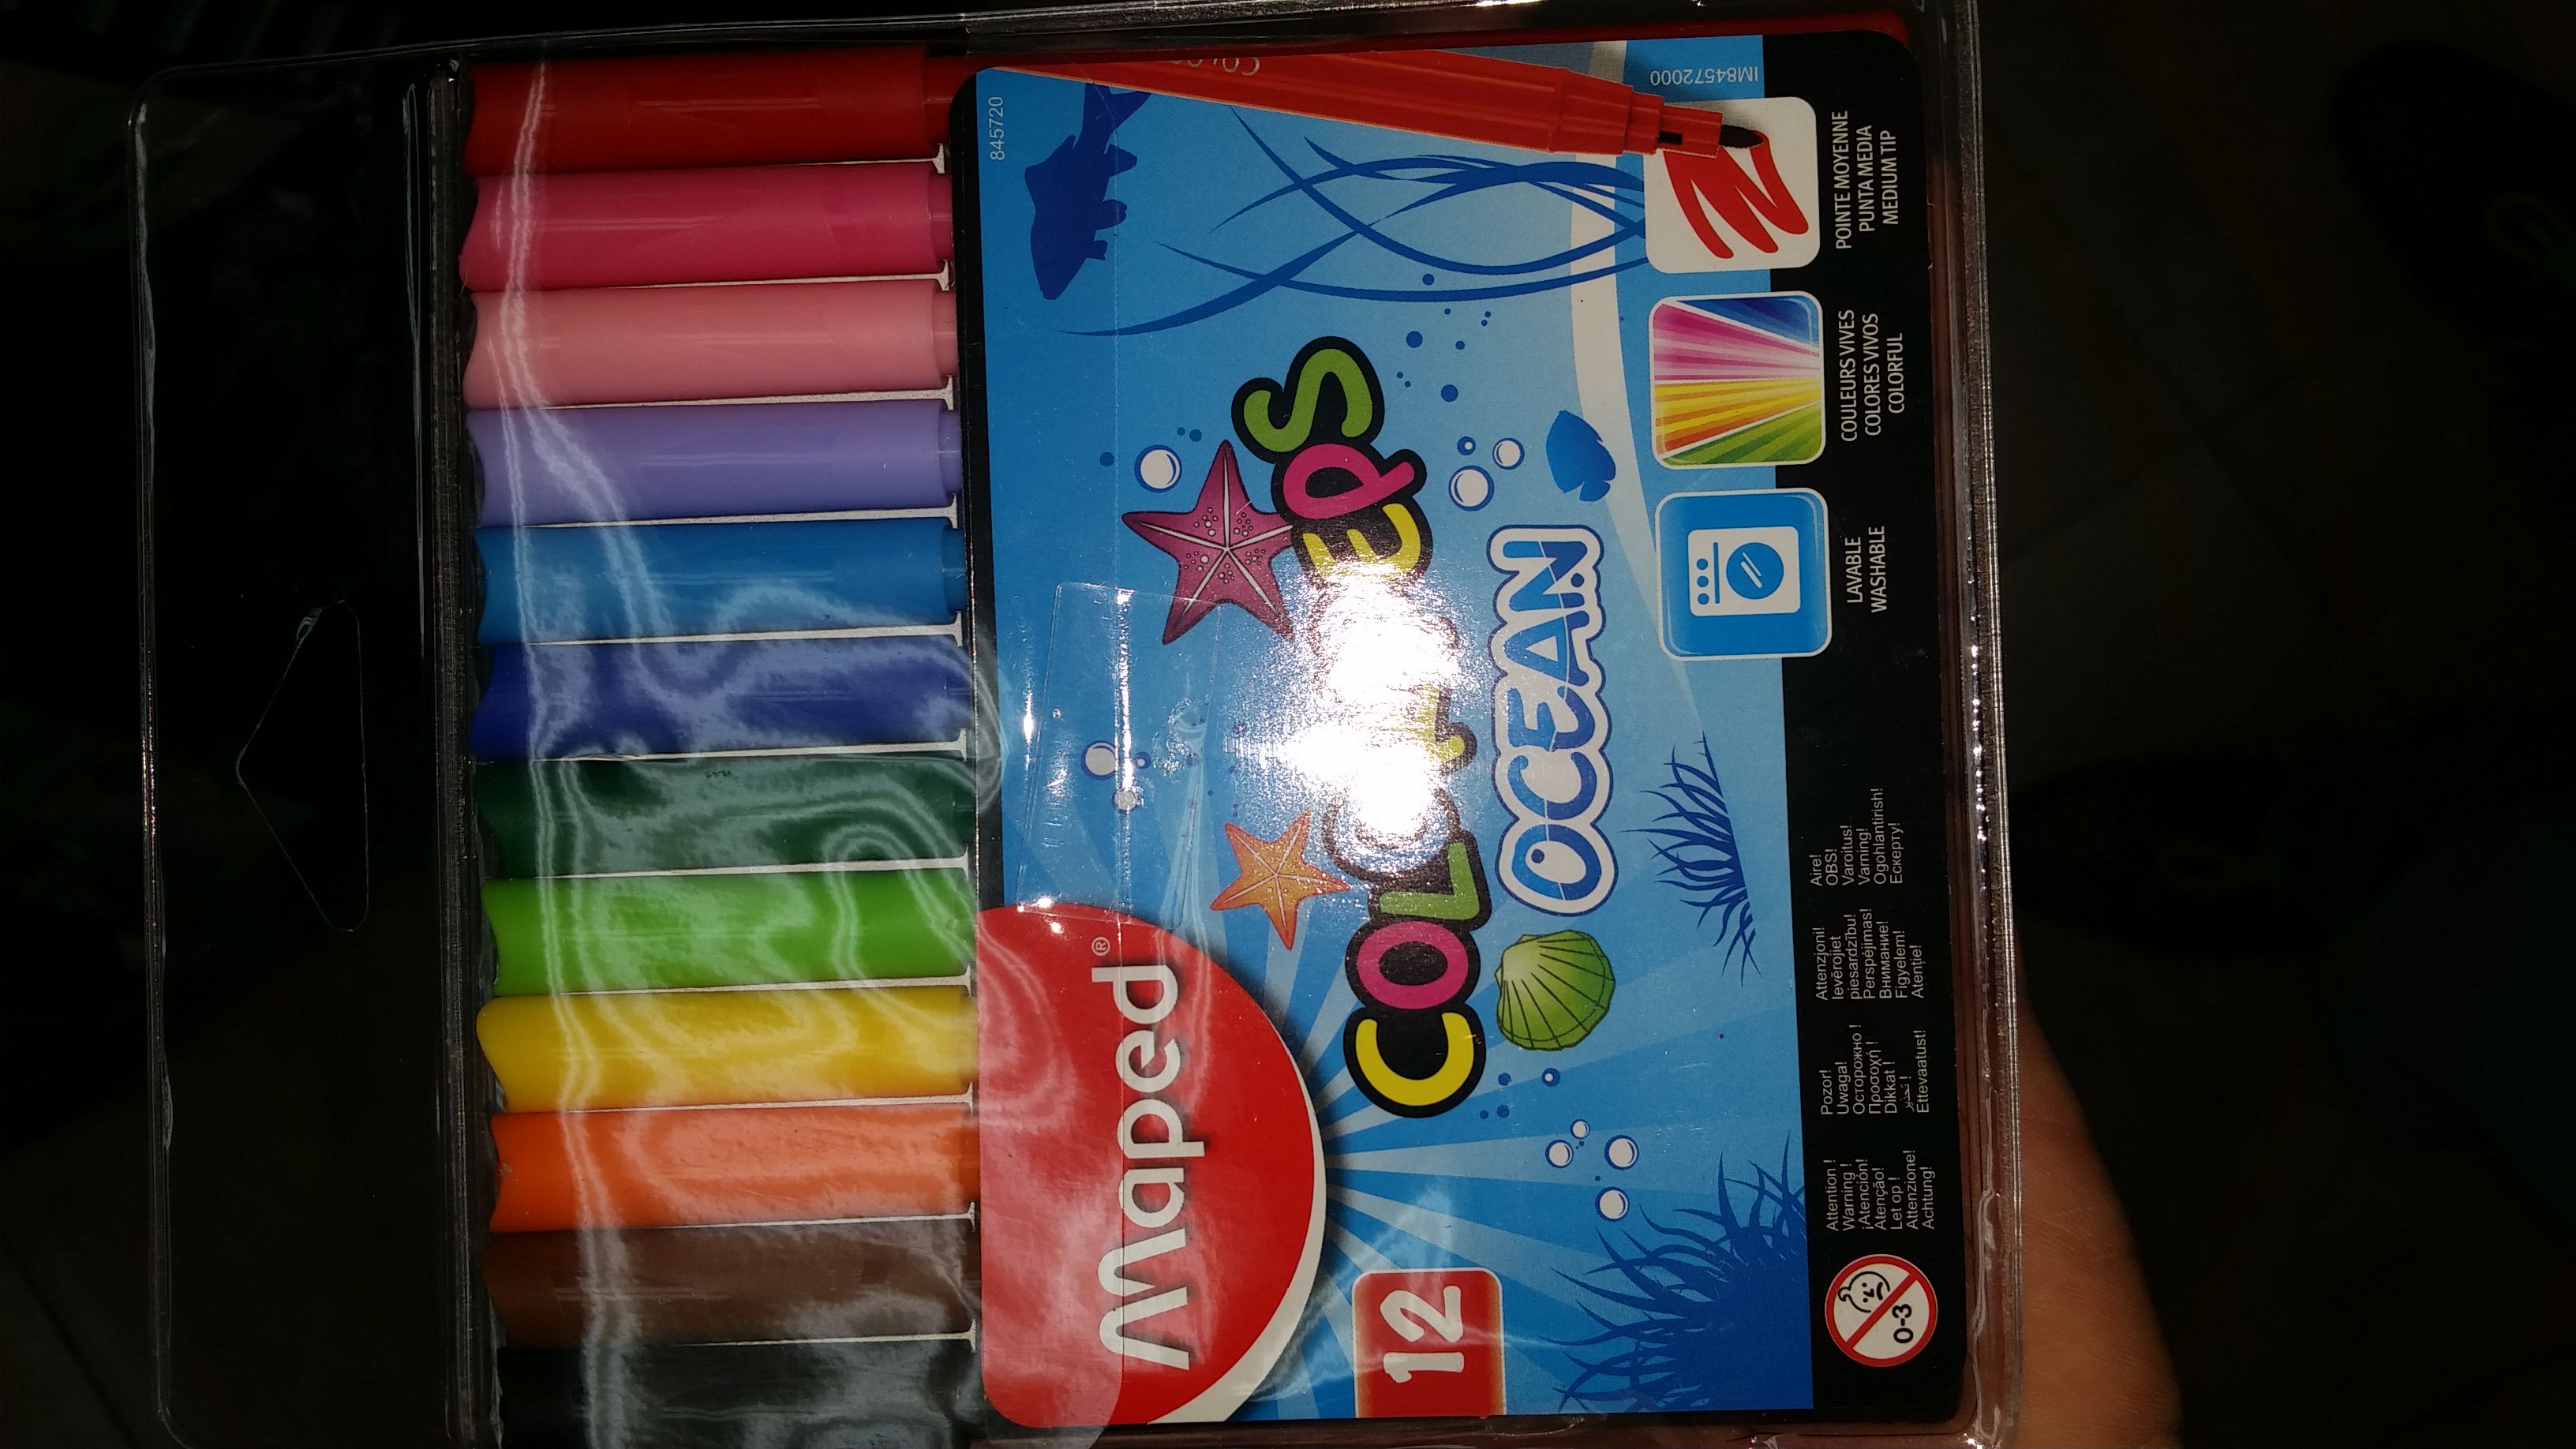 845720
Maped®
COLOR'PEPS
12
OCEAN
IM84572000
0-3
Attention !
Warning !
¡Atención!
Atenção!
Let op !
Attenzione!
Achtung!
Pozor!
Uwaga!
Осторожно !
Προσοχή !
Dikkat !
تحذير !
Ettevaatust!
Attenzjoni!
Ievērojiet
piesardzību!
Perspėjimas!
Внимание!
Figyelem!
Atenție!
Aire!
OBS!
Varoitus!
Varning!
Ogohlantirish!
Ескерту!
LAVABLE
WASHABLE
COULEURS VIVES
COLORES VIVOS
COLORFUL
POINTE MOYENNE
PUNTA MEDIA
MEDIUM TIP